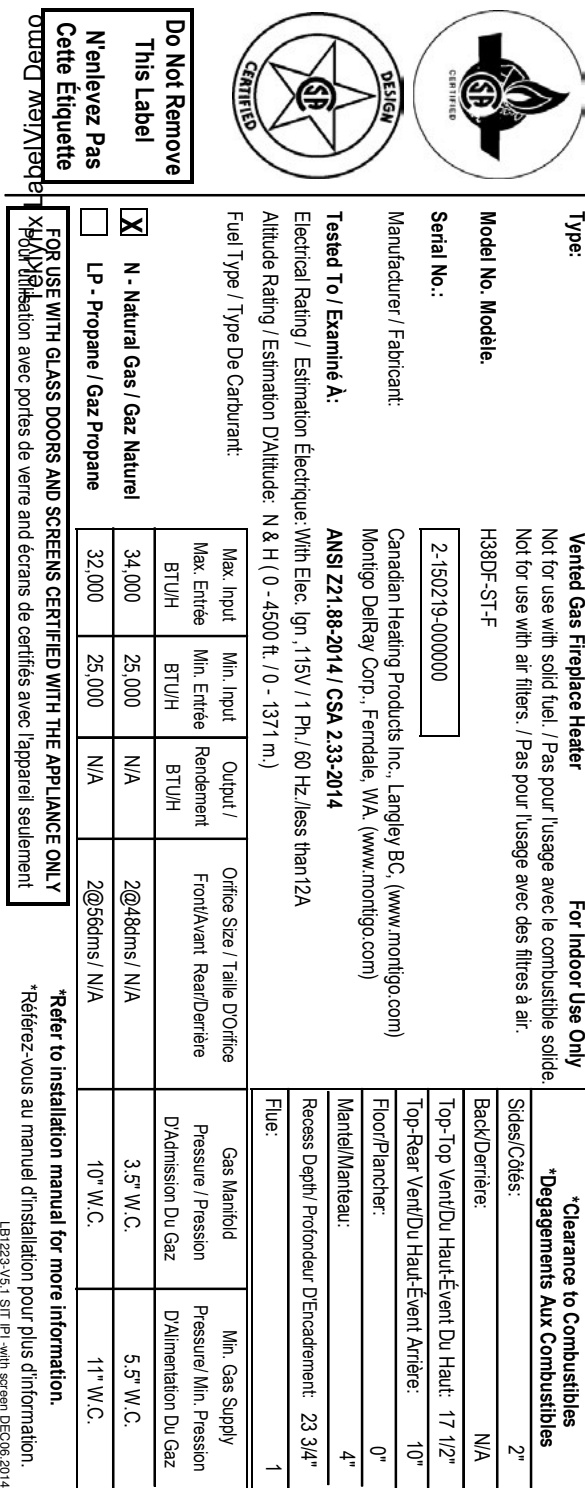 CERTIFIED
SA
DESIGN
SA
CERTIFIED
Do Not Remove
This Label
N'enlevez Pas
Cette Étiquette
Type:
Vented Gas Fireplace Heater
For Indoor Use Only
Not for use with solid fuel. / Pas pour l'usage avec le combustible solide.
Not for use with air filters. / Pas pour l'usage avec des filtres à air.
Model No. Modèle.
H38DF-ST-F
Serial No.:
2-150219-000000
Manufacturer / Fabricant:
Canadian Heating Products Inc., Langley BC, (www.montigo.com)
Montigo DelRay Corp., Ferndale, WA. (www.montigo.com)
Tested To / Examiné À:
ANSI Z21.88-2014 / CSA 2.33-2014
Electrical Rating / Estimation Électrique: With Elec. Ign ,115V / 1 Ph./ 60 Hz./less than12A
Altitude Rating / Estimation D'Altitude: N & H ( 0 - 4500 ft. / 0 - 1371 m.)
*Clearance to Combustibles
*Degagements Aux Combustibles
Sides/Côtés: 2"
Back/Derrière: N/A
Top-Top Vent/Du Haut-Évent Du Haut: 17 1/2"
Top-Rear Vent/Du Haut-Évent Arrière: 10"
Floor/Plancher: 0"
Mantel/Manteau: 4"
Recess Depth/ Profondeur D'Encadrement: 23 3/4"
Flue: 1
Fuel Type / Type De Carburant:
Max. Input
Max. Entrée
BTU/H
Min. Input
Min. Entrée
BTU/H
Output /
Rendement
BTU/H
Orifice Size / Taille D'Orifice
Front/Avant Rear/Derrière
Gas Manifold
Pressure / Pression
D'Admission Du Gaz
Min. Gas Supply
Pressure/ Min. Pression
D'Alimentation Du Gaz
X N - Natural Gas / Gaz Naturel 34,000 25,000 N/A 2@48dms/ N/A 3.5" W.C. 5.5" W.C.
LP - Propane / Gaz Propane 32,000 25,000 N/A 2@56dms/ N/A 10" W.C. 11" W.C.
FOR USE WITH GLASS DOORS AND SCREENS CERTIFIED WITH THE APPLIANCE ONLY
Pour utilisation avec portes de verre and écrans de certifiés avec l'appareil seulement
*Refer to installation manual for more information.
*Référez-vous au manuel d'installation pour plus d'information.
LB1223-V5.1 SIT IPI -with screen DEC06.2014
Demo